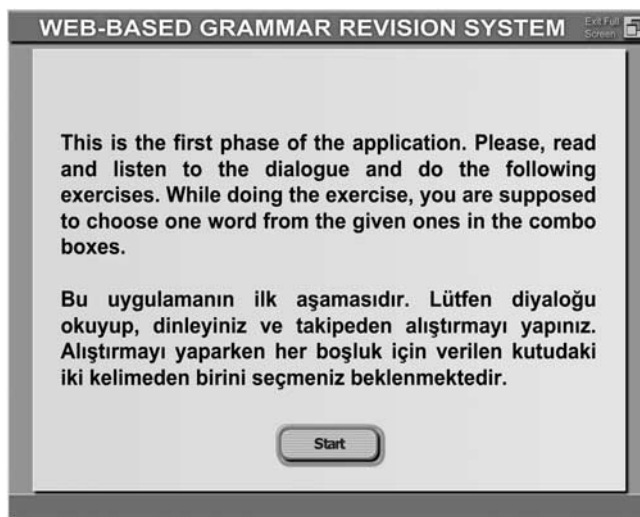 WEB-BASED GRAMMAR REVISION SYSTEM
Exit Full
Screen
This is the first phase of the application. Please, read
and listen to the dialogue and do the following
exercises. While doing the exercise, you are supposed
to choose one word from the given ones in the combo
boxes.
Bu uygulamanın ilk aşamasıdır. Lütfen diyaloğu
okuyup, dinleyiniz ve takipeden alıştırmayı yapınız.
Alıştırmayı yaparken her boşluk için verilen kutudaki
iki kelimeden birini seçmeniz beklenmektedir.
Start